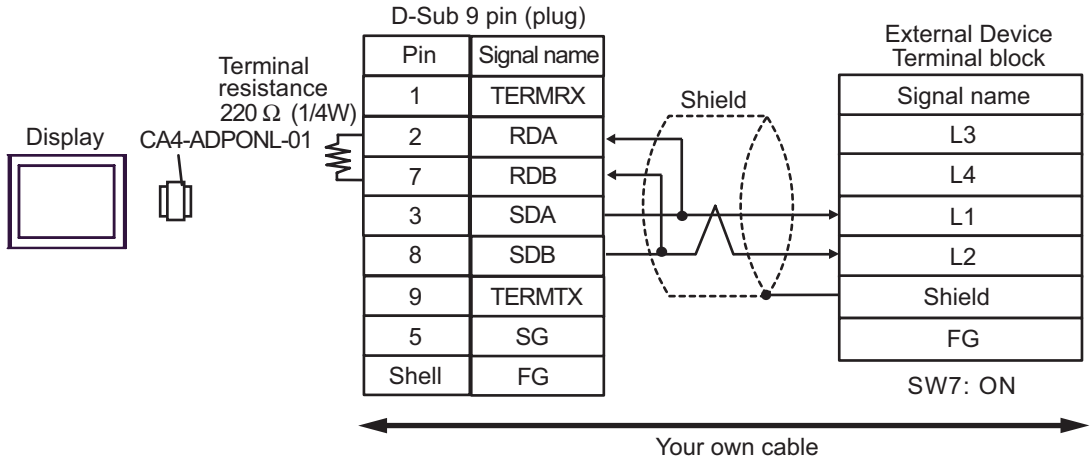 D-Sub 9 pin (plug)
External Device
Terminal block
Terminal
resistance
220 Ω (1/4W)
Display
CA4-ADPONL-01
Pin Signal name
1 TERMRX
2 RDA
7 RDB
3 SDA
8 SDB
9 TERMTX
5 SG
Shell FG
Shield
Signal name
L3
L4
L1
L2
Shield
FG
SW7: ON
Your own cable